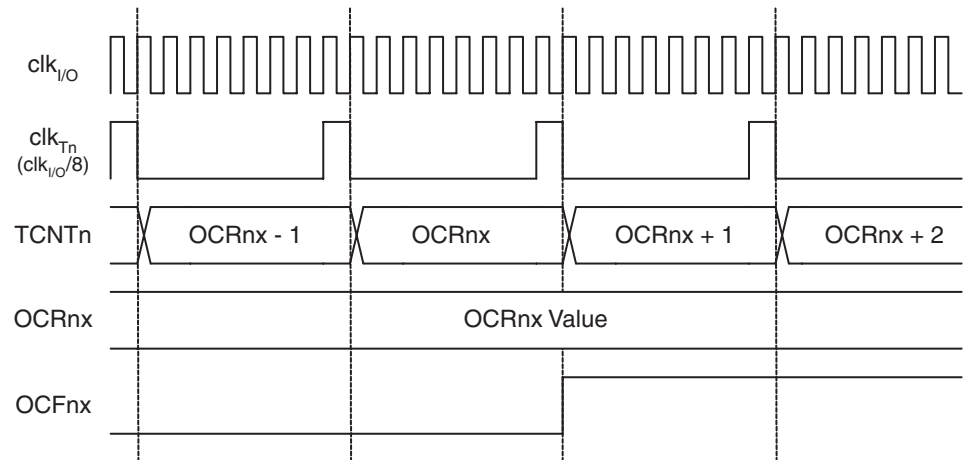 clkI/O
clkTn
(clkI/O/8)
TCNTn
OCRnx - 1
OCRnx
OCRnx + 1
OCRnx + 2
OCRnx
OCRnx Value
OCFnx